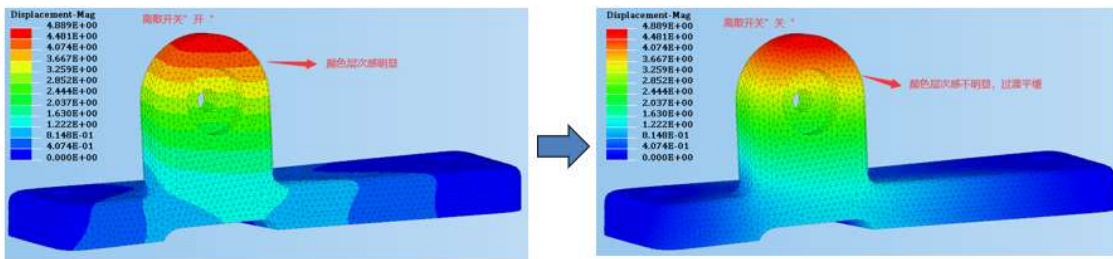 Displacement-Mag
4.889E+00
4.481E+00
4.074E+00
3.667E+00
3.259E+00
2.852E+00
2.444E+00
2.037E+00
1.630E+00
1.222E+00
8.148E-01
4.074E-01
0.000E+00
离散开关“开”
颜色层次感明显
Displacement-Mag
4.889E+00
4.481E+00
4.074E+00
3.667E+00
3.259E+00
2.852E+00
2.444E+00
2.037E+00
1.630E+00
1.222E+00
8.148E-01
4.074E-01
0.000E+00
离散开关“关”
颜色层次感不明显，过渡平缓